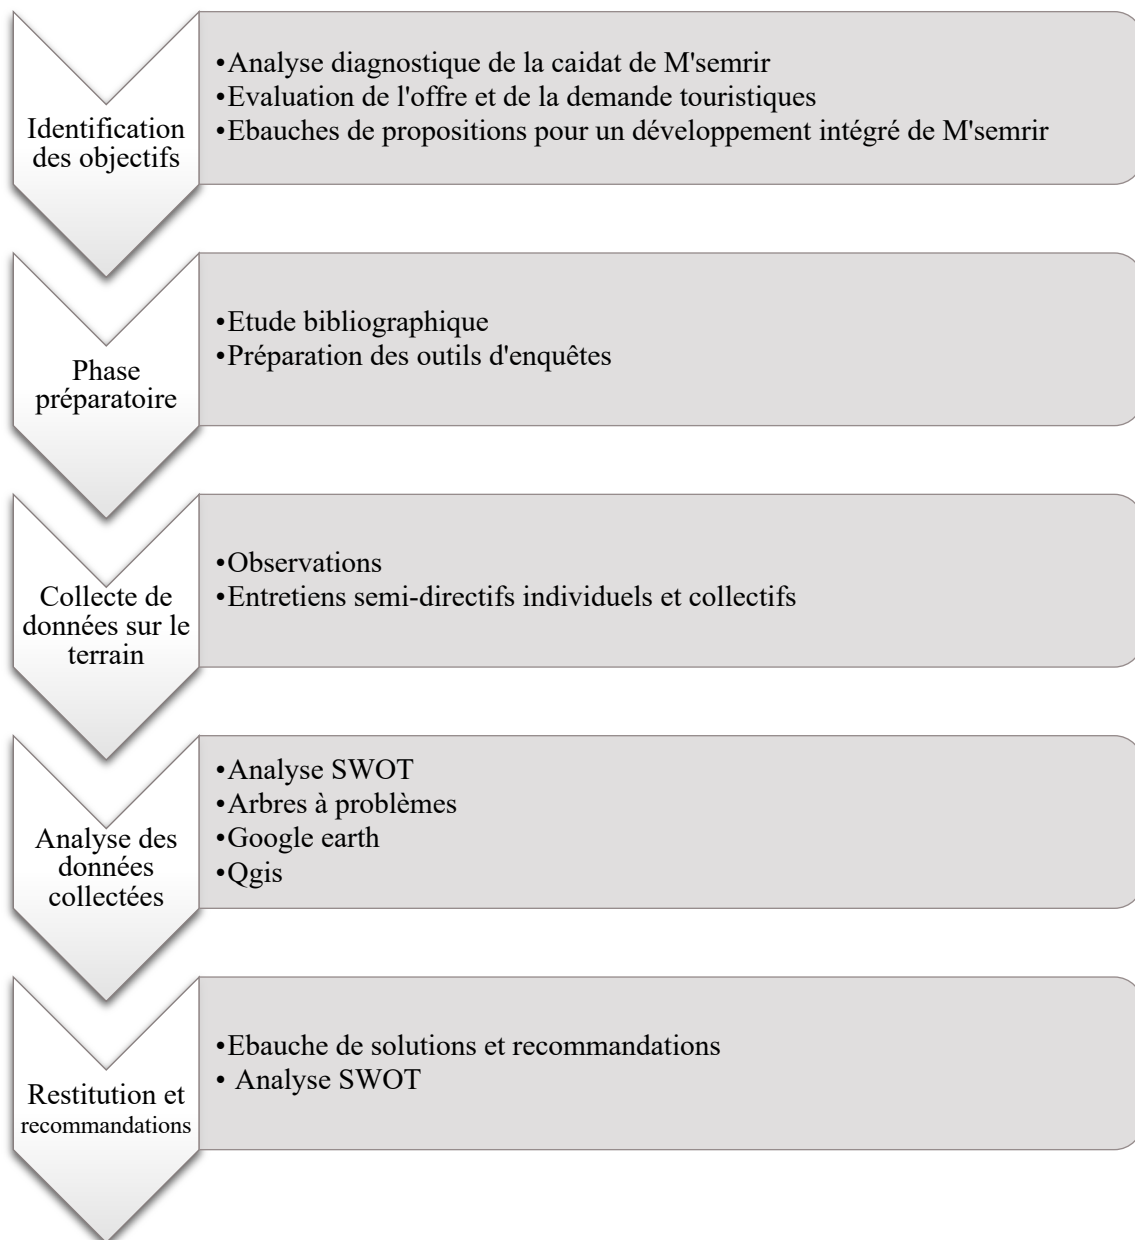 Identification
des objectifs
•Analyse diagnostique de la caidat de M'semrir
•Evaluation de l'offre et de la demande touristiques
•Ebauches de propositions pour un développement intégré de M'semrir
Phase
préparatoire
•Etude bibliographique
•Préparation des outils d'enquêtes
Collecte de
données sur le
terrain
•Observations
•Entretiens semi-directifs individuels et collectifs
Analyse des
données
collectées
•Analyse SWOT
•Arbres à problèmes
•Google earth
•Qgis
Restitution et
recommandations
•Ebauche de solutions et recommandations
• Analyse SWOT